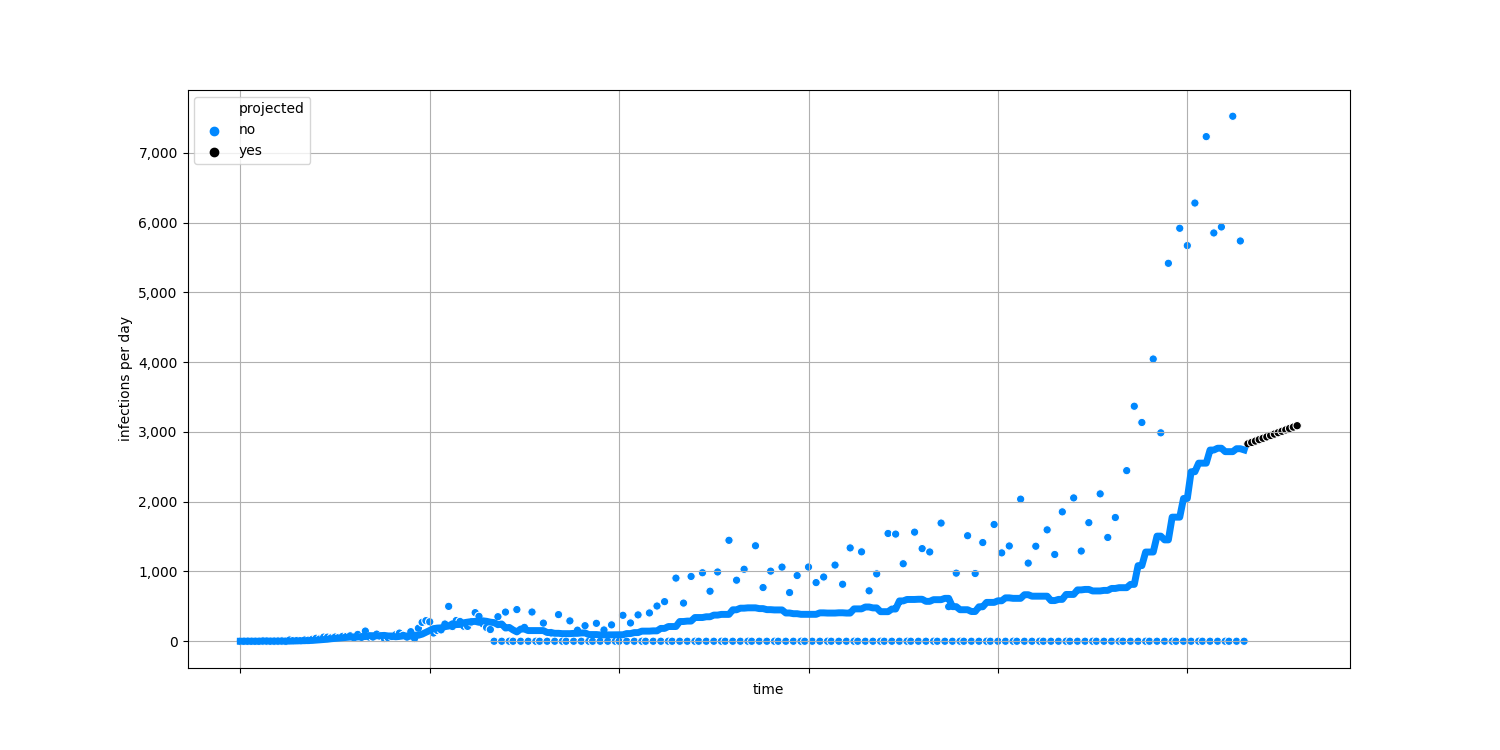 projected
no
yes
7,000
6,000
5,000
4,000
3,000
2,000
1,000
0
infections per day
time